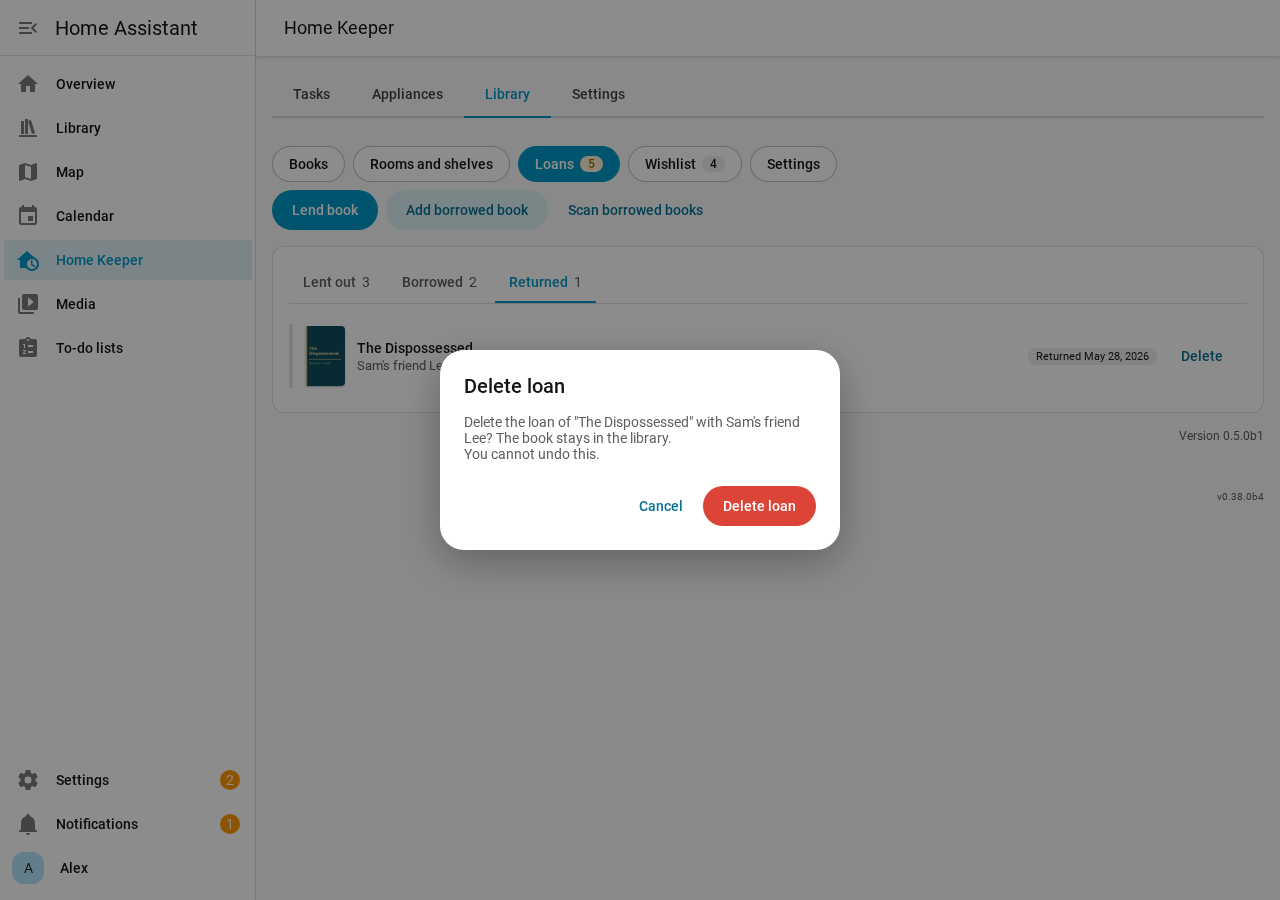 Home Assistant
Home Keeper
Overview
Library
Map
Calendar
Home Keeper
Media
To-do lists
Settings 2
Notifications 1
A Alex
Tasks Appliances Library Settings
Books Rooms and shelves Loans 5 Wishlist 4 Settings
Lend book Add borrowed book Scan borrowed books
Lent out 3 Borrowed 2 Returned 1
The Dispossessed
The Dispossessed
Sam's friend Le
Returned May 28, 2026 Delete
Version 0.5.0b1
v0.38.0b4
Delete loan
Delete the loan of "The Dispossessed" with Sam's friend
Lee? The book stays in the library.
You cannot undo this.
Cancel Delete loan